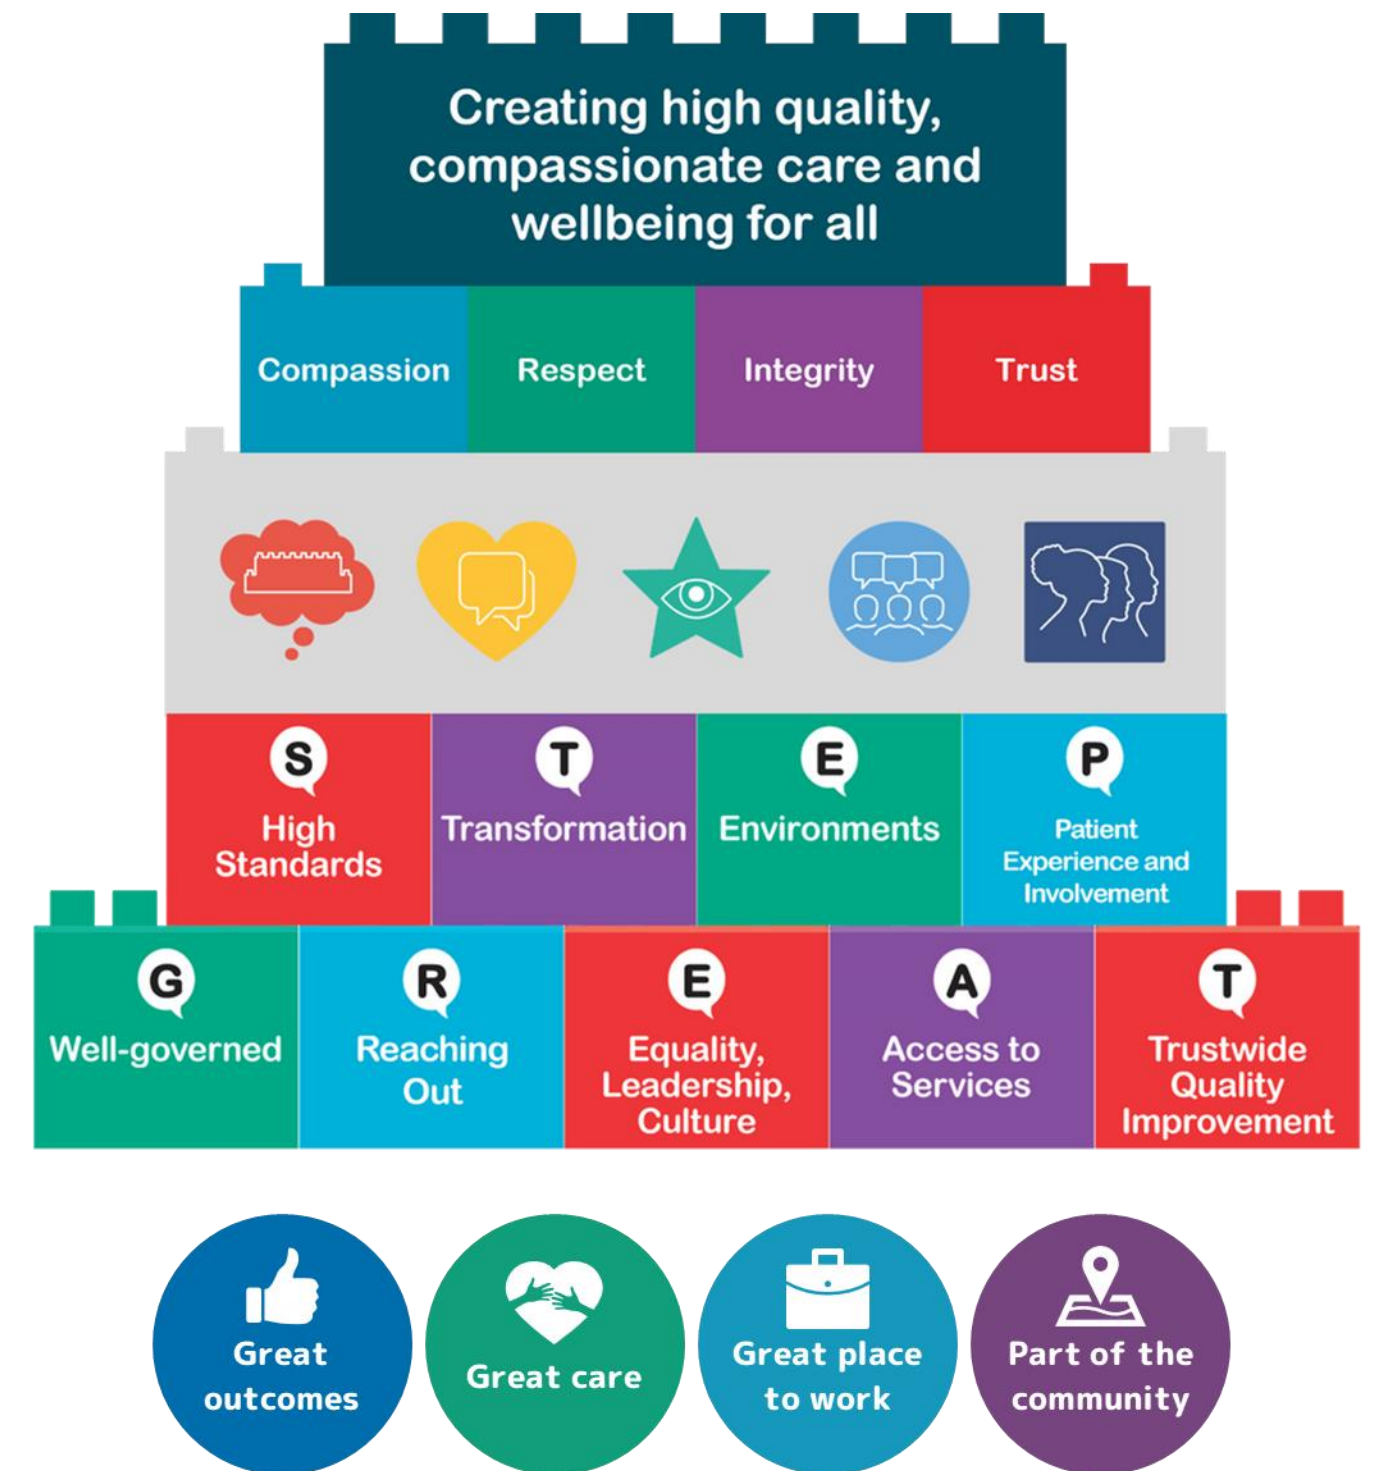 Creating high quality,
compassionate care and
wellbeing for all
Compassion
Respect
Integrity
Trust
S
High
Standards
T
Transformation
E
Environments
P
Patient
Experience and
Involvement
G
Well-governed
R
Reaching
Out
E
Equality,
Leadership,
Culture
A
Access to
Services
T
Trustwide
Quality
Improvement
Great
outcomes
Great care
Great place
to work
Part of the
community